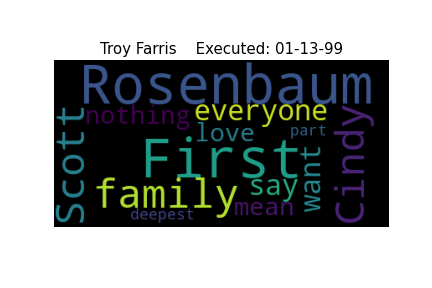 Troy Farris    Executed: 01-13-99
Rosenbaum
nothing
everyone
Scott
love
part
First
want
Cindy
family
say
mean
deepest